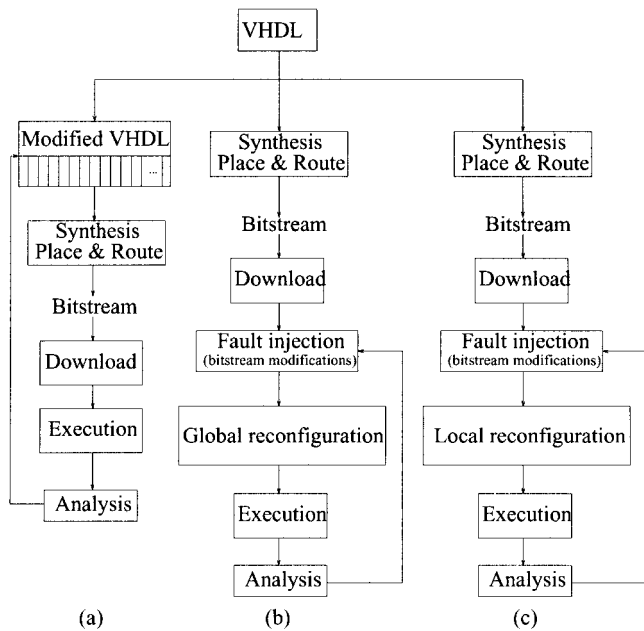 VHDL
Modified VHDL
...
Synthesis
Place & Route
Bitstream
Download
Execution
Analysis
(a)
Synthesis
Place & Route
Bitstream
Download
Fault injection
(bitstream modifications)
Global reconfiguration
Execution
Analysis
(b)
Synthesis
Place & Route
Bitstream
Download
Fault injection
(bitstream modifications)
Local reconfiguration
Execution
Analysis
(c)